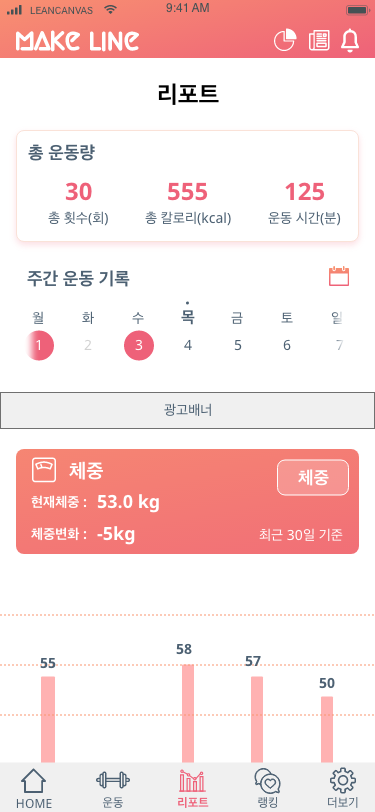 LEANCANVAS 9:41 AM
MAKE LINE
리포트
총 운동량
30 555 125
총 횟수(회) 총 칼로리(kcal) 운동 시간(분)
주간 운동 기록
월 화 수 목 금 토 일
1 2 3 4 5 6 7
광고배너
체중 체중
현재체중 : 53.0 kg
체중변화 : -5kg 최근 30일 기준
55 58 57 50
HOME 운동 리포트 랭킹 더보기